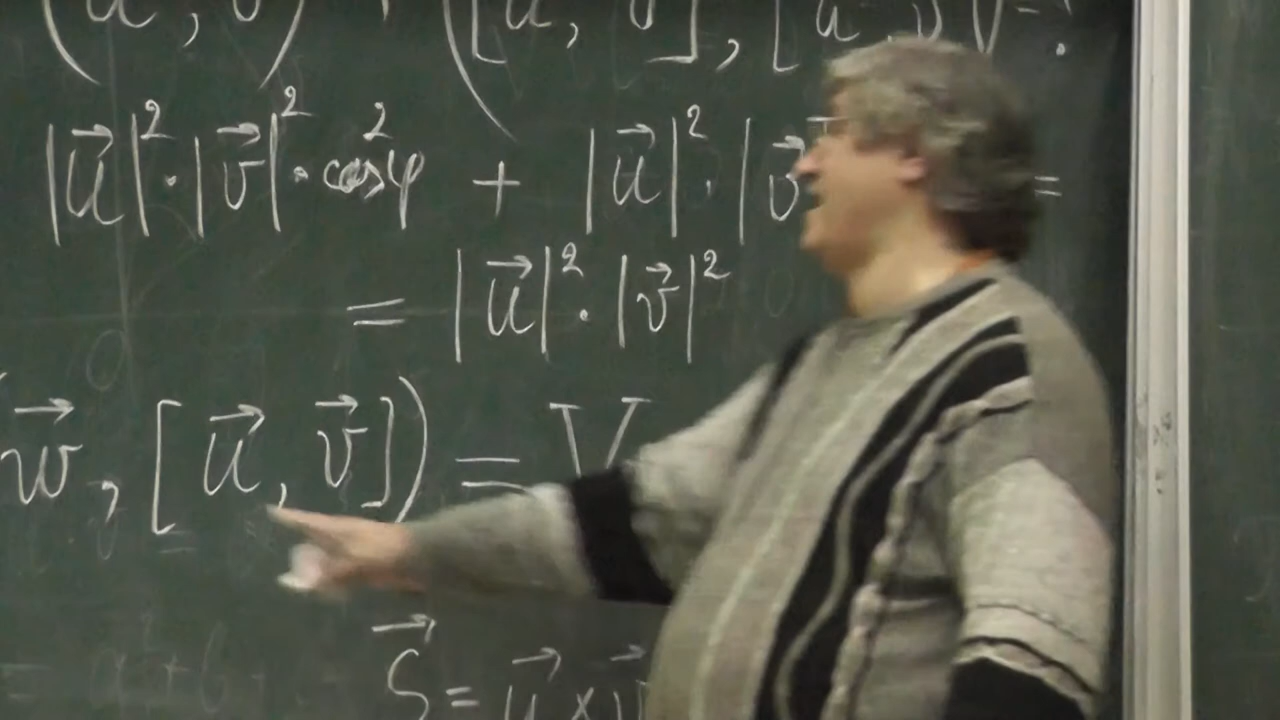 (u⃗, v⃗)² + ([u⃗, v⃗], [u⃗, v⃗]) = ?
|u⃗|²·|v⃗|²·cos²φ + |u⃗|²·|v⃗ =
= |u⃗|²·|v⃗|²
(w⃗, [u⃗, v⃗]) = V
S⃗ = u⃗ × v⃗